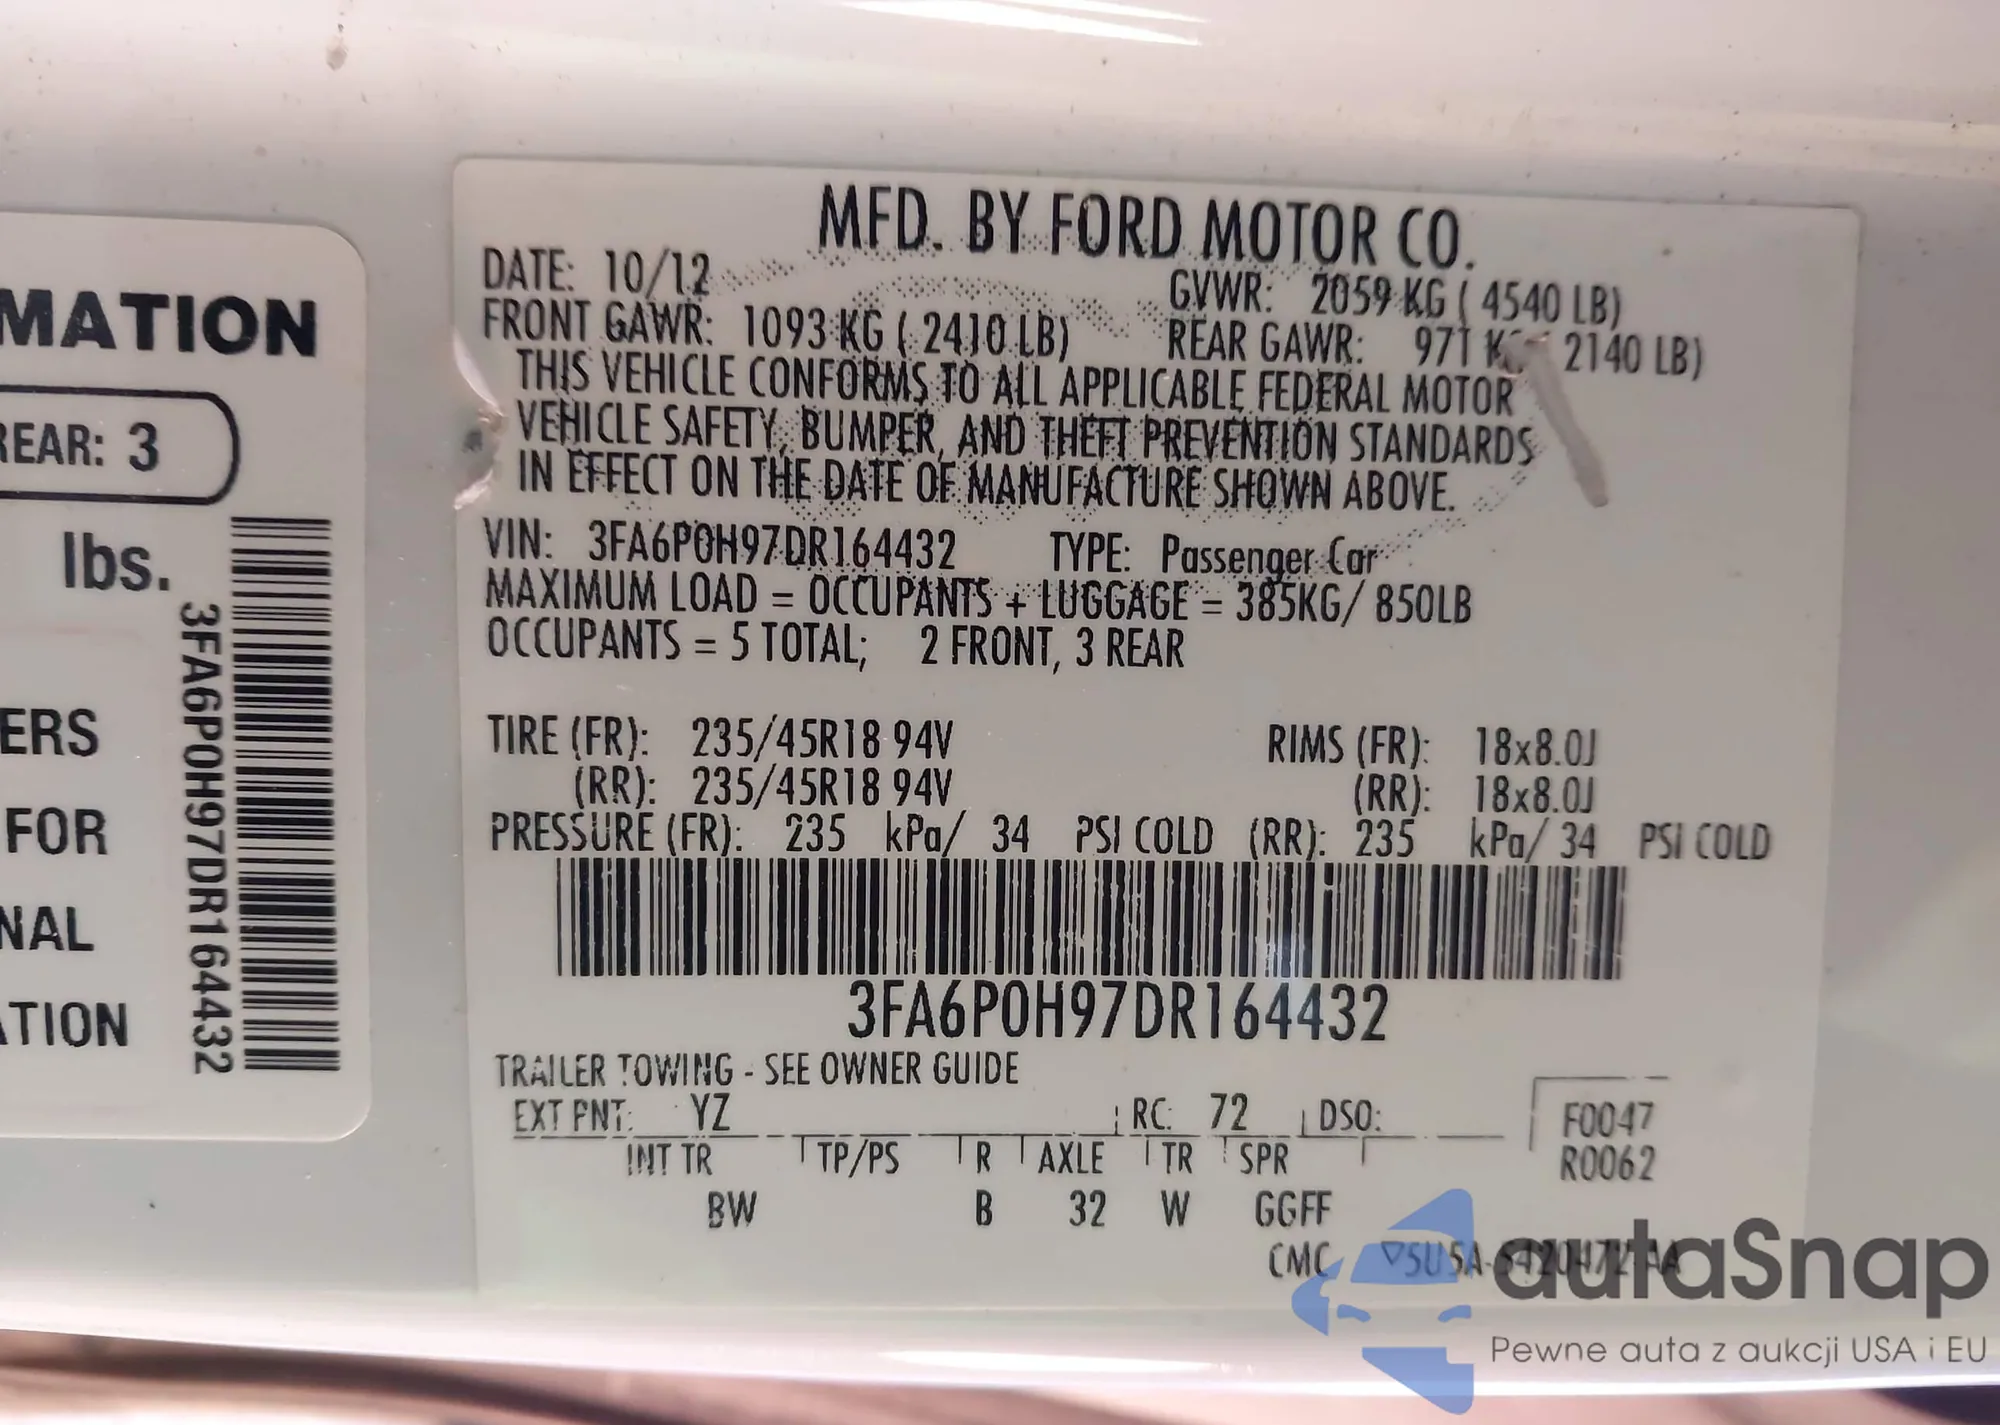 MATION
REAR: 3
lbs.
ERS
FOR
NAL
ATION
3FA6P0H97DR164432
MFD. BY FORD MOTOR CO.
DATE: 10/12 GVWR: 2059 KG ( 4540 LB)
FRONT GAWR: 1093 KG ( 2410 LB) REAR GAWR: 971 K 2140 LB)
THIS VEHICLE CONFORMS TO ALL APPLICABLE FEDERAL MOTOR
VEHICLE SAFETY, BUMPER, AND THEFT PREVENTION STANDARDS
IN EFFECT ON THE DATE OF MANUFACTURE SHOWN ABOVE.
VIN: 3FA6P0H97DR164432 TYPE: Passenger Car
MAXIMUM LOAD = OCCUPANTS + LUGGAGE = 385KG/ 850LB
OCCUPANTS = 5 TOTAL; 2 FRONT, 3 REAR
TIRE (FR): 235/45R18 94V RIMS (FR): 18x8.0J
(RR): 235/45R18 94V (RR): 18x8.0J
PRESSURE (FR): 235 kPa/ 34 PSI COLD (RR): 235 kPa/ 34 PSI COLD
3FA6P0H97DR164432
TRAILER TOWING - SEE OWNER GUIDE
EXT PNT: YZ RC: 72 DSO: F0047
R0062
INT TR TP/PS R AXLE TR SPR
BW B 32 W GGFF
CMC
autaSnap
Pewne auta z aukcji USA i EU